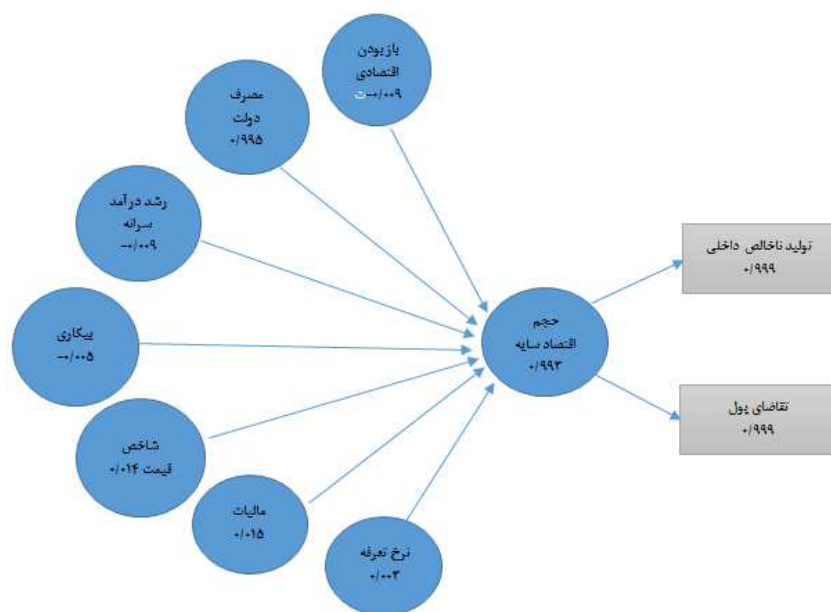 باز بودن
اقتصادی
-۰/۰۰۹ت
مصرف
دولت
۰/۹۹۵
رشد درآمد
سرانه
-۰/۰۰۹
بیکاری
-۰/۰۰۵
شاخص
قیمت ۰/۰۱۴
مالیات
۰/۰۱۵
نرخ تعرفه
۰/۰۰۳
حجم
اقتصاد سایه
۰/۹۹۳
تولید ناخالص داخلی
۰/۹۹۹
تقاضای پول
۰/۹۹۹